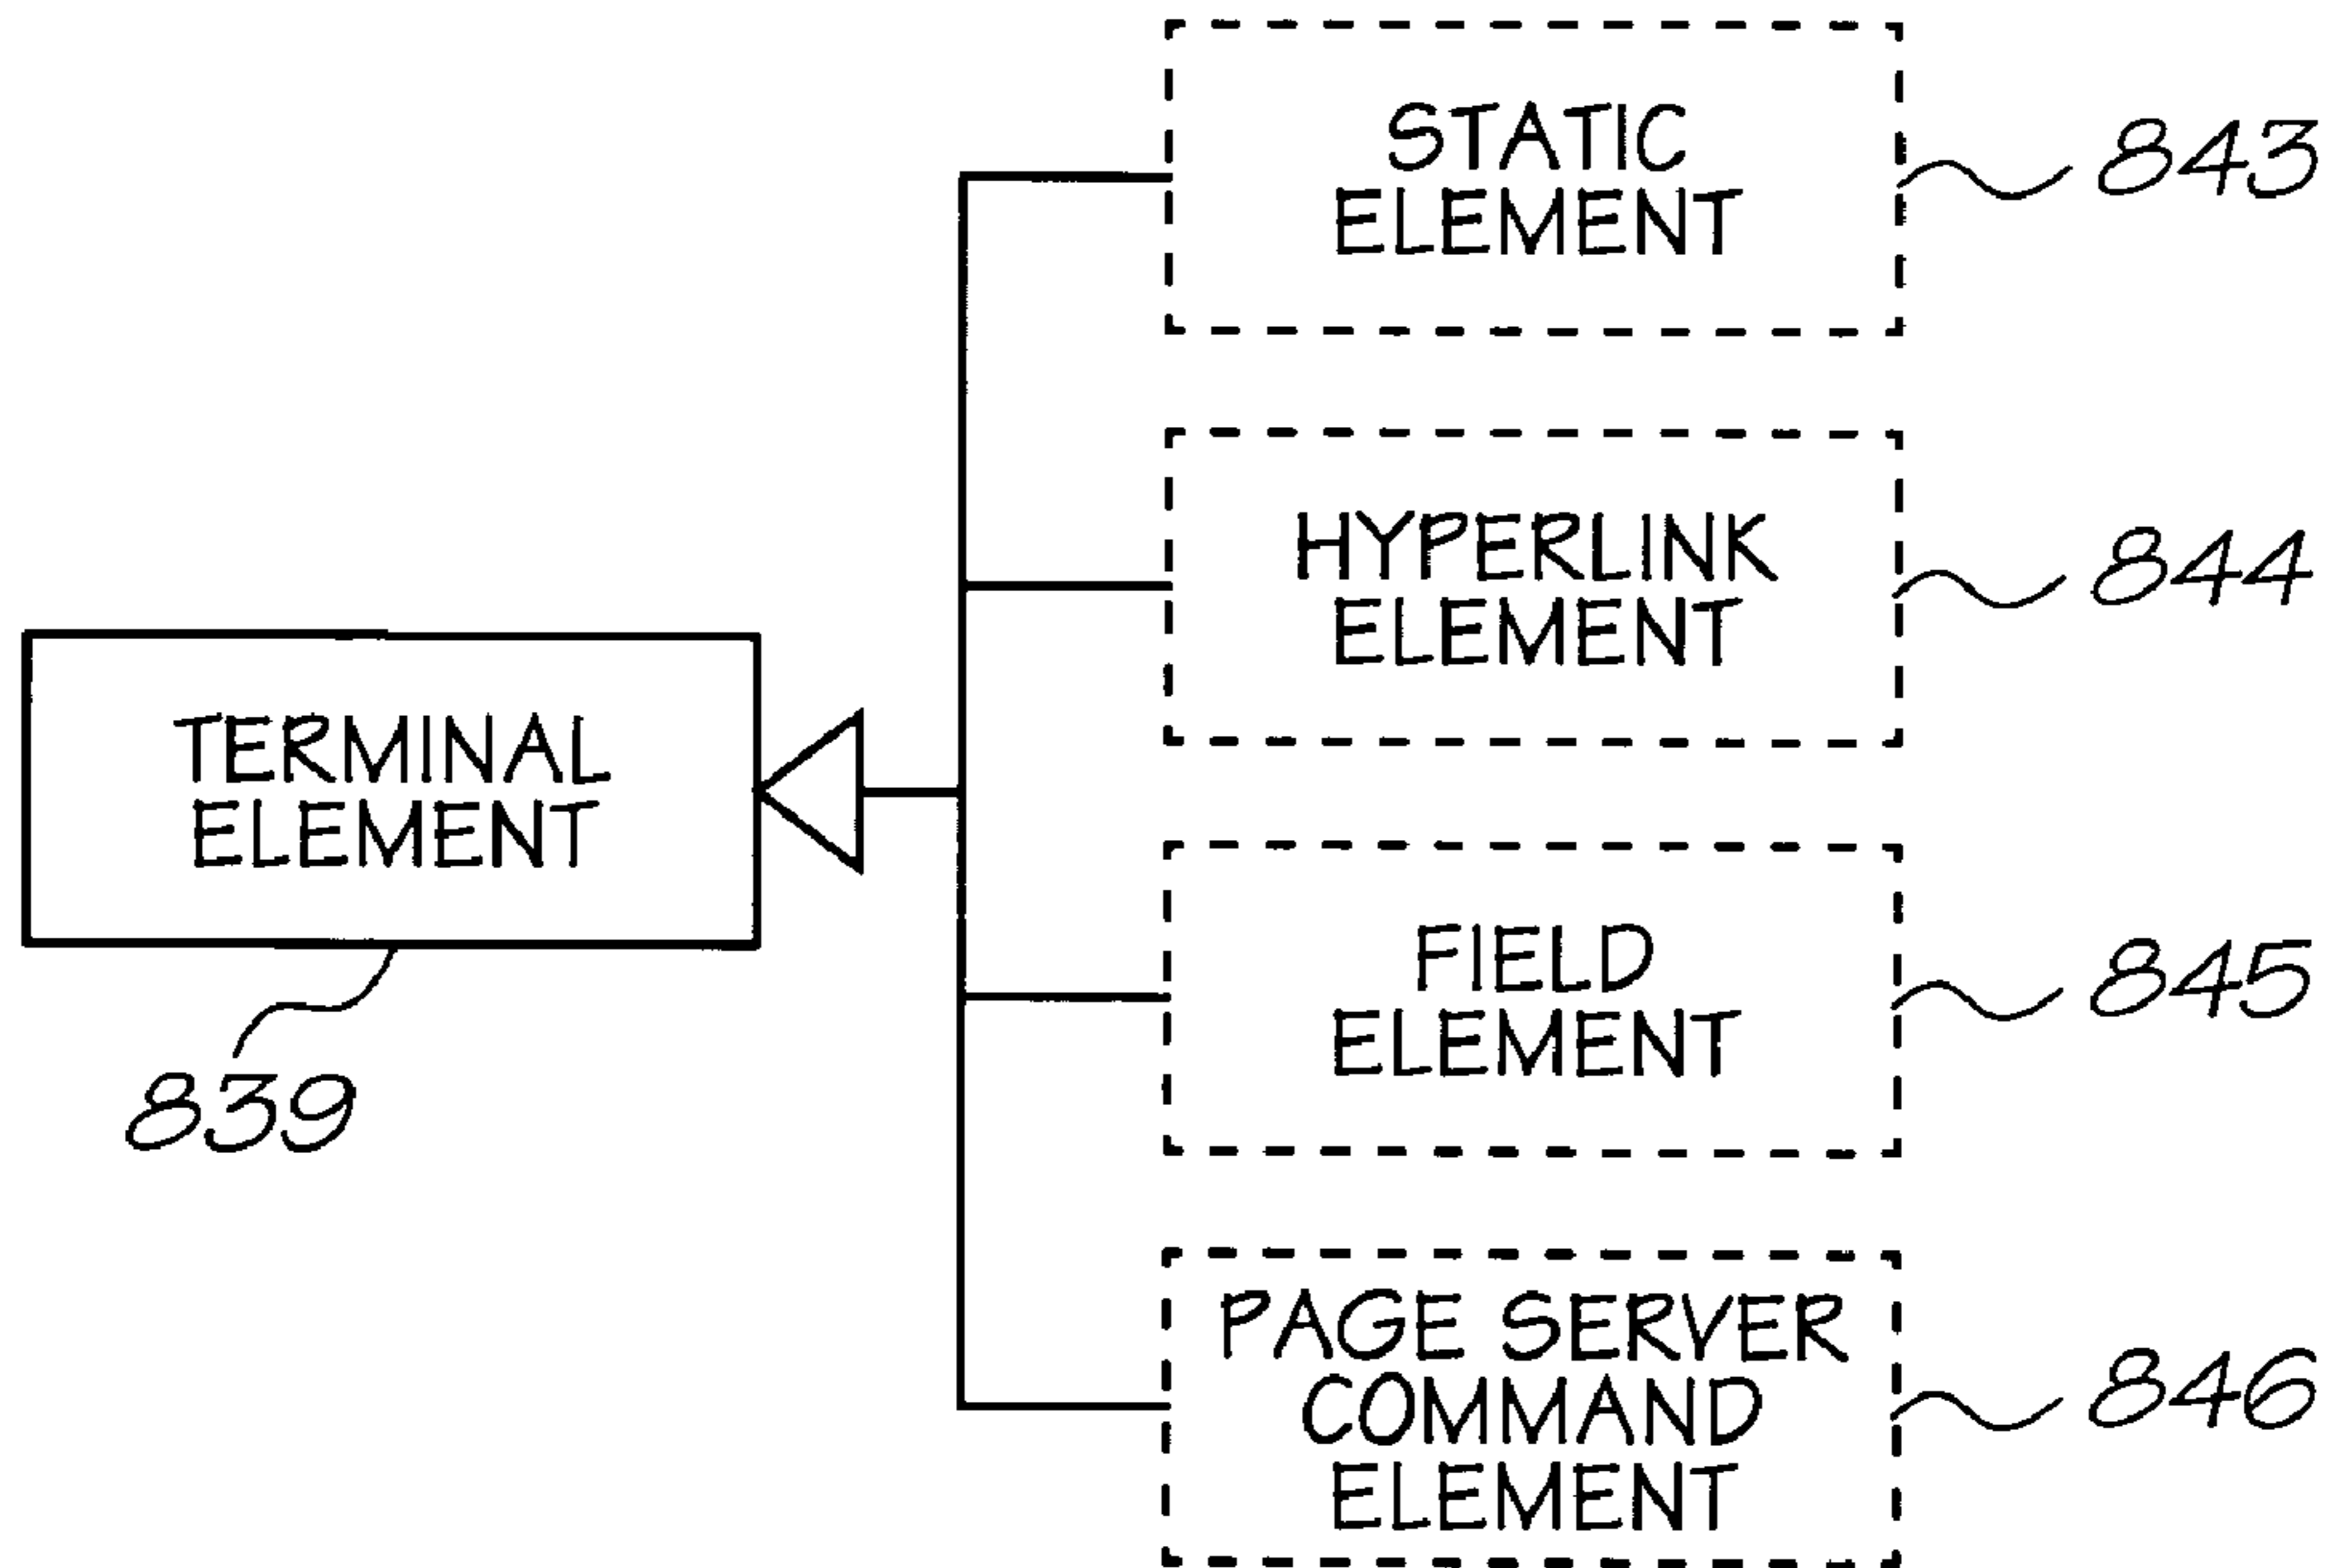 STATIC
ELEMENT
843
HYPERLINK
ELEMENT
844
TERMINAL
ELEMENT
839
FIELD
ELEMENT
845
PAGE SERVER
COMMAND
ELEMENT
846